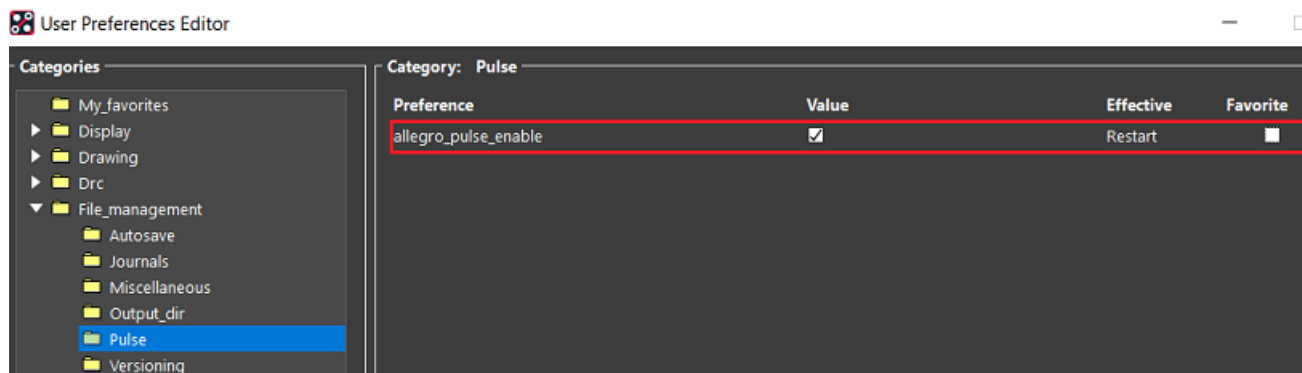 User Preferences Editor
Categories
My_favorites
Display
Drawing
Drc
File_management
Autosave
Journals
Miscellaneous
Output_dir
Pulse
Versioning
Category: Pulse
Preference Value Effective Favorite
allegro_pulse_enable Restart